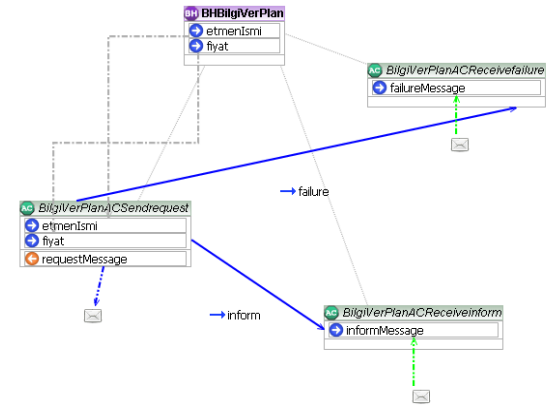 BH BHBilgiVerPlan
etmenIsmi
fiyat
AC BilgiVerPlanACReceivefailure
failureMessage
failure
AC BilgiVerPlanACSendrequest
etmenIsmi
fiyat
requestMessage
inform
AC BilgiVerPlanACReceiveinform
informMessage